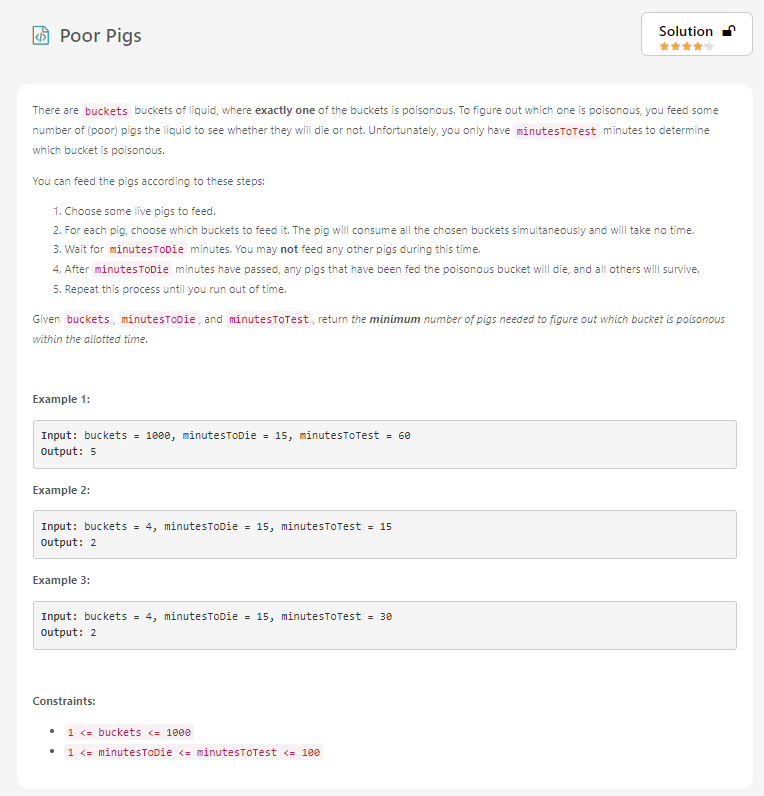 Poor Pigs
Solution
There are buckets buckets of liquid, where exactly one of the buckets is poisonous. To figure out which one is poisonous, you feed some
number of (poor) pigs the liquid to see whether they will die or not. Unfortunately, you only have minutesToTest minutes to determine
which bucket is poisonous.
You can feed the pigs according to these steps:
1. Choose some live pigs to feed.
2. For each pig, choose which buckets to feed it. The pig will consume all the chosen buckets simultaneously and will take no time.
3. Wait for minutesToDie minutes. You may not feed any other pigs during this time.
4. After minutesToDie minutes have passed, any pigs that have been fed the poisonous bucket will die, and all others will survive.
5. Repeat this process until you run out of time.
Given buckets, minutesToDie, and minutesToTest, return the minimum number of pigs needed to figure out which bucket is poisonous
within the allotted time.
Example 1:
Input: buckets = 1000, minutesToDie = 15, minutesToTest = 60
Output: 5
Example 2:
Input: buckets = 4, minutesToDie = 15, minutesToTest = 15
Output: 2
Example 3:
Input: buckets = 4, minutesToDie = 15, minutesToTest = 30
Output: 2
Constraints:
• 1 <= buckets <= 1000
• 1 <= minutesToDie <= minutesToTest <= 100